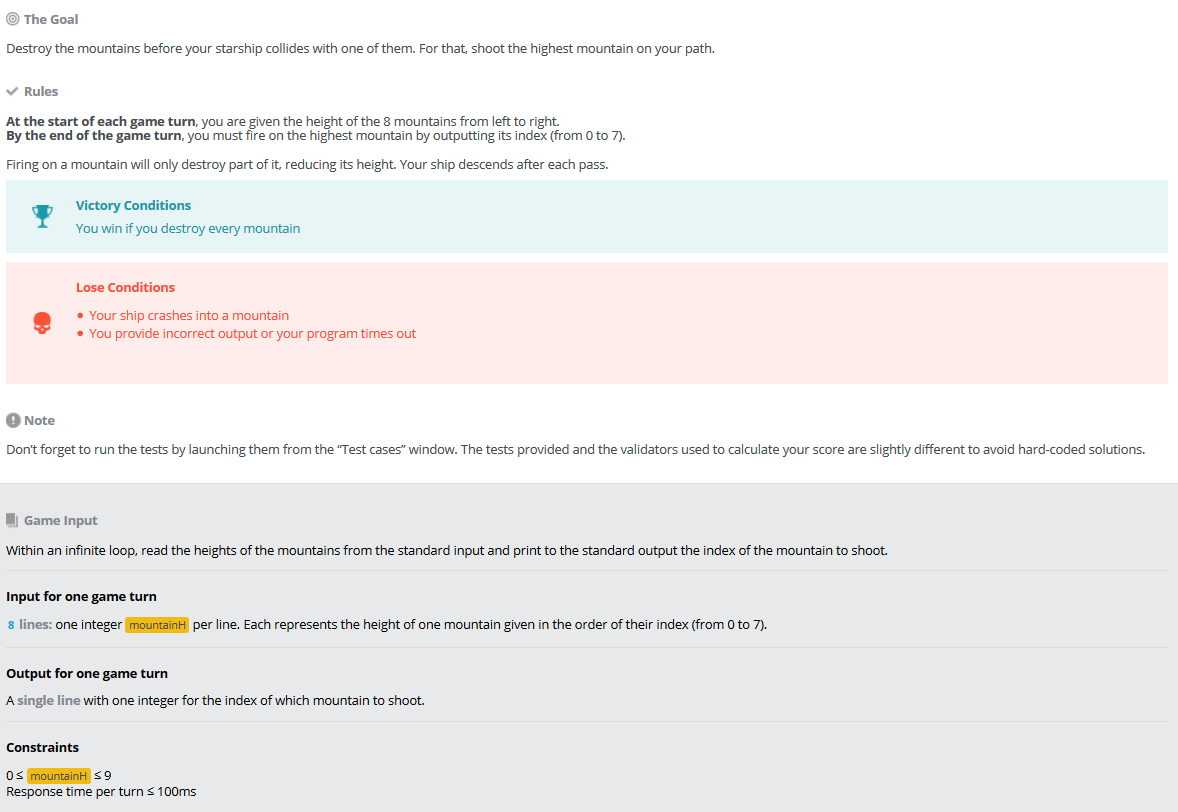 The Goal
Destroy the mountains before your starship collides with one of them. For that, shoot the highest mountain on your path.
Rules
At the start of each game turn, you are given the height of the 8 mountains from left to right.
By the end of the game turn, you must fire on the highest mountain by outputting its index (from 0 to 7).
Firing on a mountain will only destroy part of it, reducing its height. Your ship descends after each pass.
Victory Conditions
You win if you destroy every mountain
Lose Conditions
• Your ship crashes into a mountain
• You provide incorrect output or your program times out
Note
Don’t forget to run the tests by launching them from the “Test cases” window. The tests provided and the validators used to calculate your score are slightly different to avoid hard-coded solutions.
Game Input
Within an infinite loop, read the heights of the mountains from the standard input and print to the standard output the index of the mountain to shoot.
Input for one game turn
8 lines: one integer mountainH per line. Each represents the height of one mountain given in the order of their index (from 0 to 7).
Output for one game turn
A single line with one integer for the index of which mountain to shoot.
Constraints
0 ≤ mountainH ≤ 9
Response time per turn ≤ 100ms